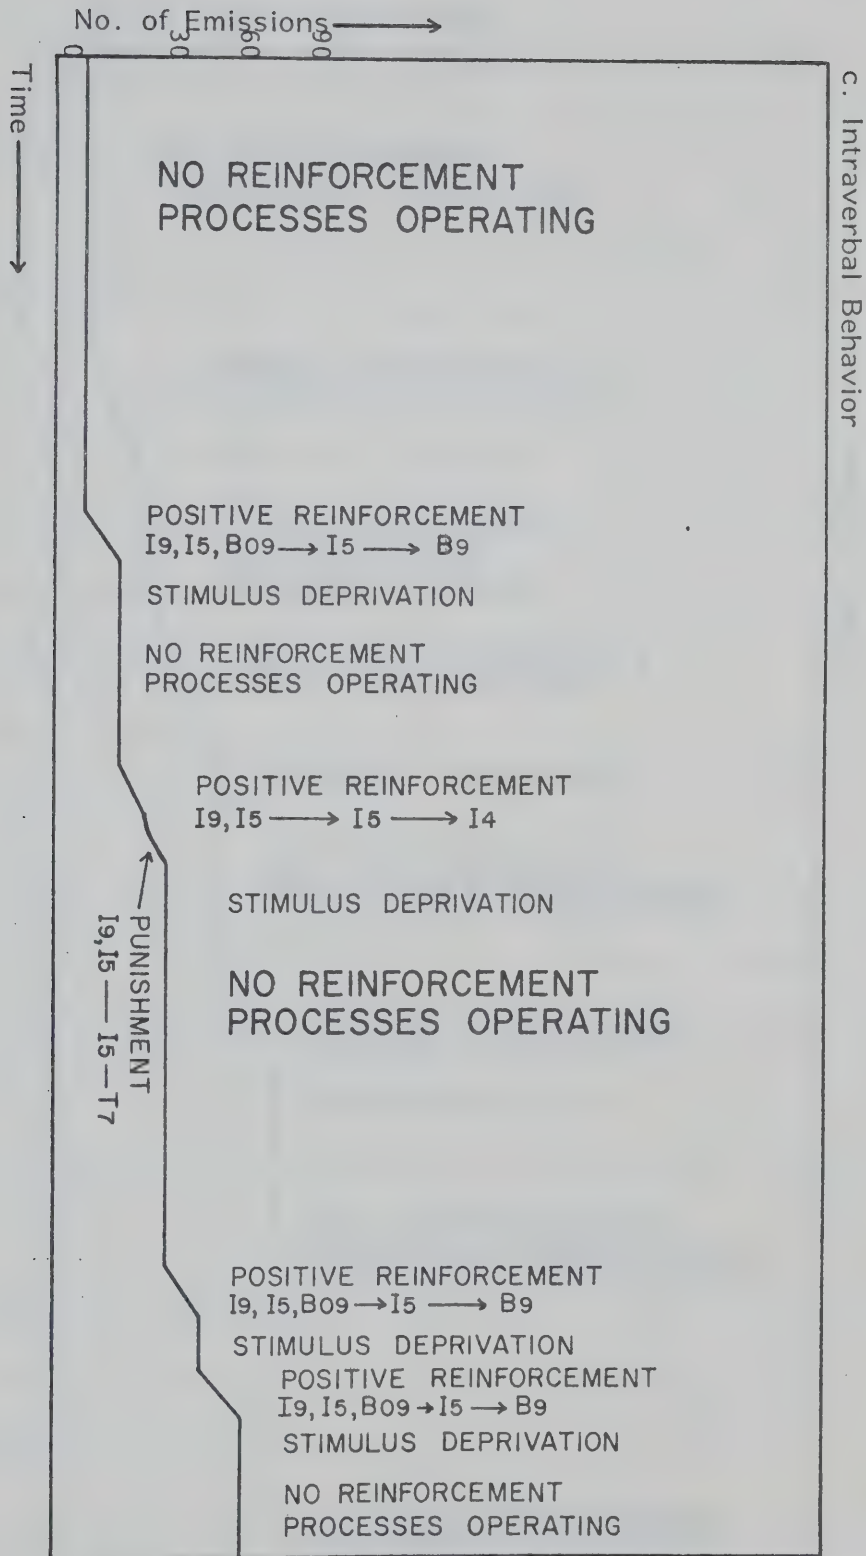 No. of Emissions⟶
0 30 60 90
Time ⟶
c. Intraverbal Behavior
NO REINFORCEMENT
PROCESSES OPERATING
POSITIVE REINFORCEMENT
I9, I5, B09 ⟶ I5 ⟶ B9
STIMULUS DEPRIVATION
NO REINFORCEMENT
PROCESSES OPERATING
POSITIVE REINFORCEMENT
I9, I5 ⟶ I5 ⟶ I4
← PUNISHMENT
I9, I5 — I5 — T7
STIMULUS DEPRIVATION
NO REINFORCEMENT
PROCESSES OPERATING
POSITIVE REINFORCEMENT
I9, I5, B09 → I5 ⟶ B9
STIMULUS DEPRIVATION
POSITIVE REINFORCEMENT
I9, I5, B09 → I5 ⟶ B9
STIMULUS DEPRIVATION
NO REINFORCEMENT
PROCESSES OPERATING